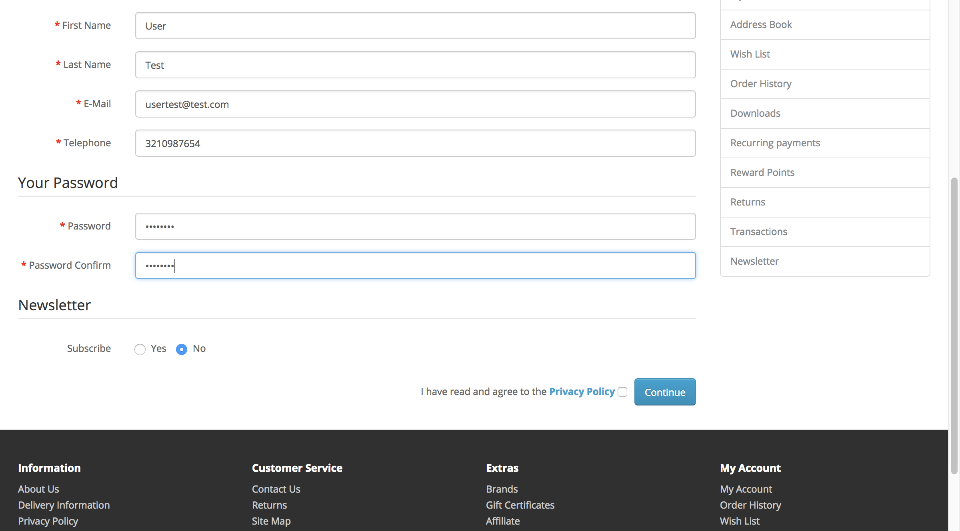 * First Name
User
* Last Name
Test
* E-Mail
usertest@test.com
* Telephone
3210987654
Your Password
* Password
••••••••
* Password Confirm
••••••••
Newsletter
Subscribe
Yes
No
I have read and agree to the Privacy Policy
Continue
Address Book
Wish List
Order History
Downloads
Recurring payments
Reward Points
Returns
Transactions
Newsletter
Information
About Us
Delivery Information
Privacy Policy
Customer Service
Contact Us
Returns
Site Map
Extras
Brands
Gift Certificates
Affiliate
My Account
My Account
Order History
Wish List